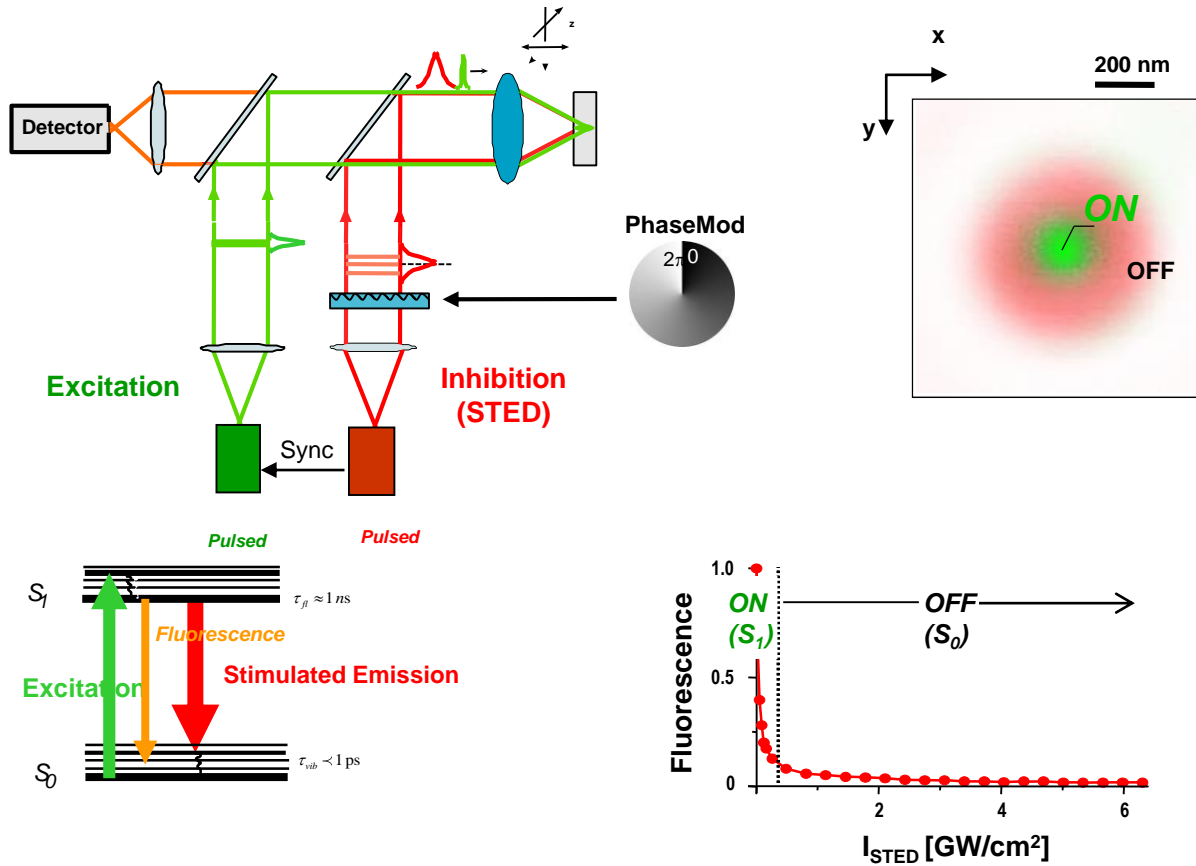 z
x
200 nm
Detector
y
PhaseMod
2π 0
ON
OFF
Excitation
Inhibition
(STED)
Sync
Pulsed
Pulsed
S1
τfl ≈ 1 ns
Fluorescence
Excitation
Stimulated Emission
S0
τvib < 1 ps
Fluorescence
1.0
0.5
0
ON
(S1)
OFF
(S0)
2
4
6
ISTED [GW/cm²]